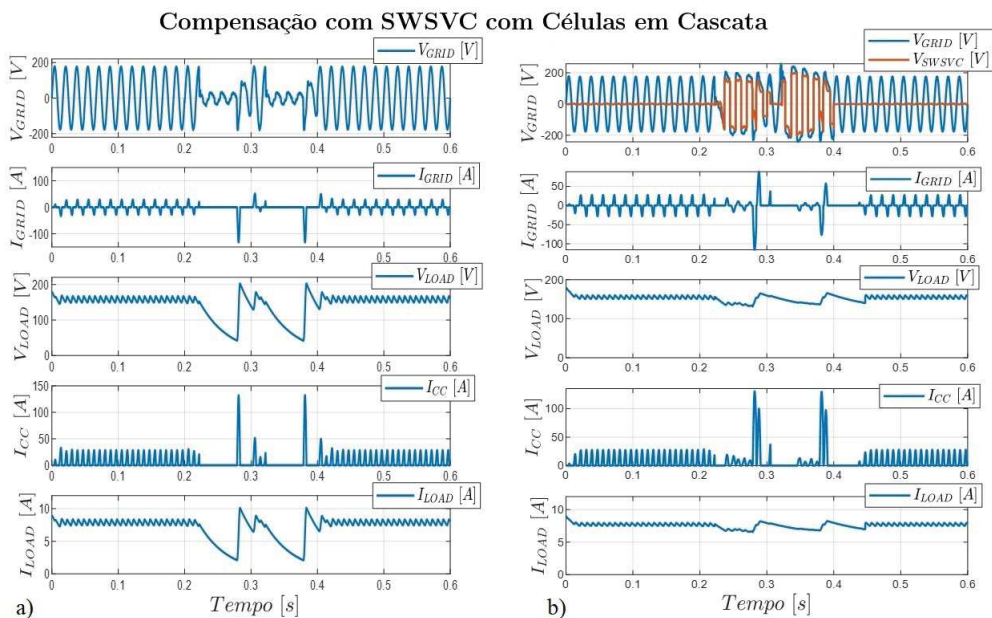 Compensação com SWSVC com Células em Cascata
V_GRID [V]
200
0
-200
V_GRID [V]
0 0.1 0.2 0.3 0.4 0.5 0.6
I_GRID [A]
100
0
-100
I_GRID [A]
0 0.1 0.2 0.3 0.4 0.5 0.6
V_LOAD [V]
200
100
0
V_LOAD [V]
0 0.1 0.2 0.3 0.4 0.5 0.6
I_CC [A]
150
100
50
0
I_CC [A]
0 0.1 0.2 0.3 0.4 0.5 0.6
I_LOAD [A]
10
5
0
I_LOAD [A]
0 0.1 0.2 0.3 0.4 0.5 0.6
a)
Tempo [s]
V_GRID [V]
V_SWSVC [V]
200
0
-200
V_GRID [V]
0 0.1 0.2 0.3 0.4 0.5 0.6
I_GRID [A]
50
0
-50
-100
I_GRID [A]
0 0.1 0.2 0.3 0.4 0.5 0.6
V_LOAD [V]
200
100
0
V_LOAD [V]
0 0.1 0.2 0.3 0.4 0.5 0.6
I_CC [A]
100
50
0
I_CC [A]
0 0.1 0.2 0.3 0.4 0.5 0.6
I_LOAD [A]
10
5
0
I_LOAD [A]
0 0.1 0.2 0.3 0.4 0.5 0.6
b)
Tempo [s]